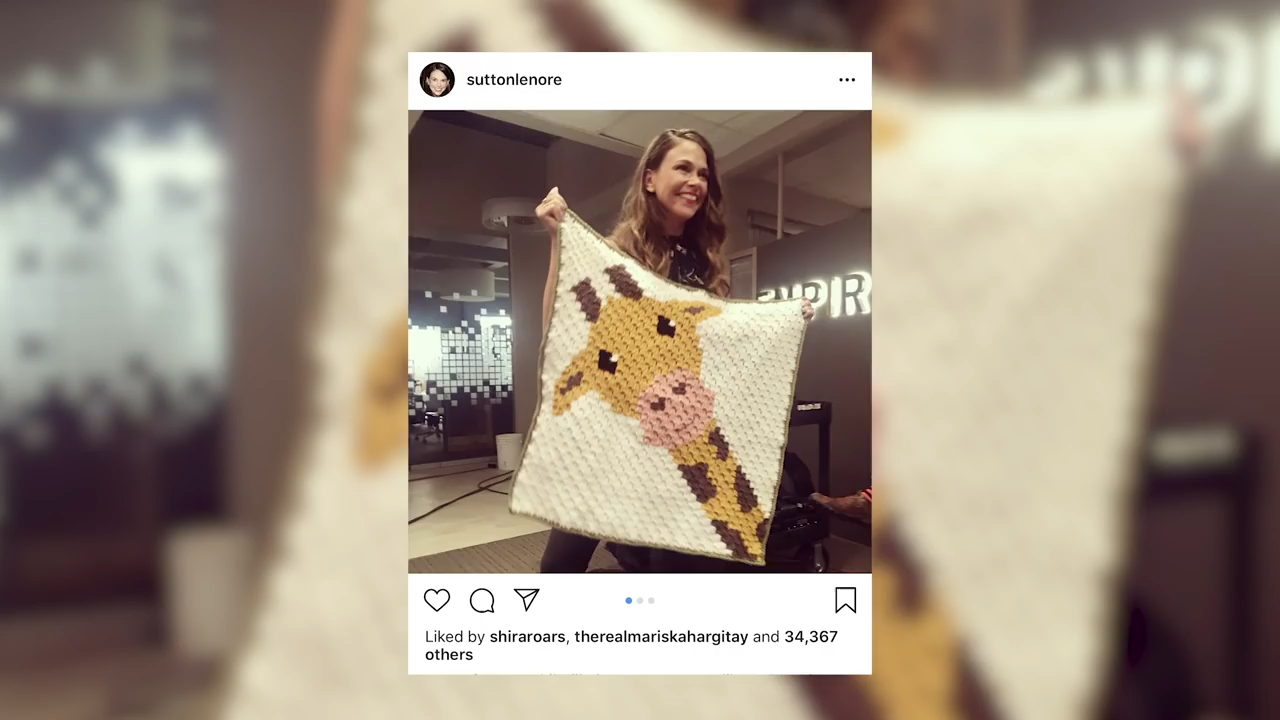 suttonlenore
Liked by shiraroars, therealmariskahargitay and 34,367
others